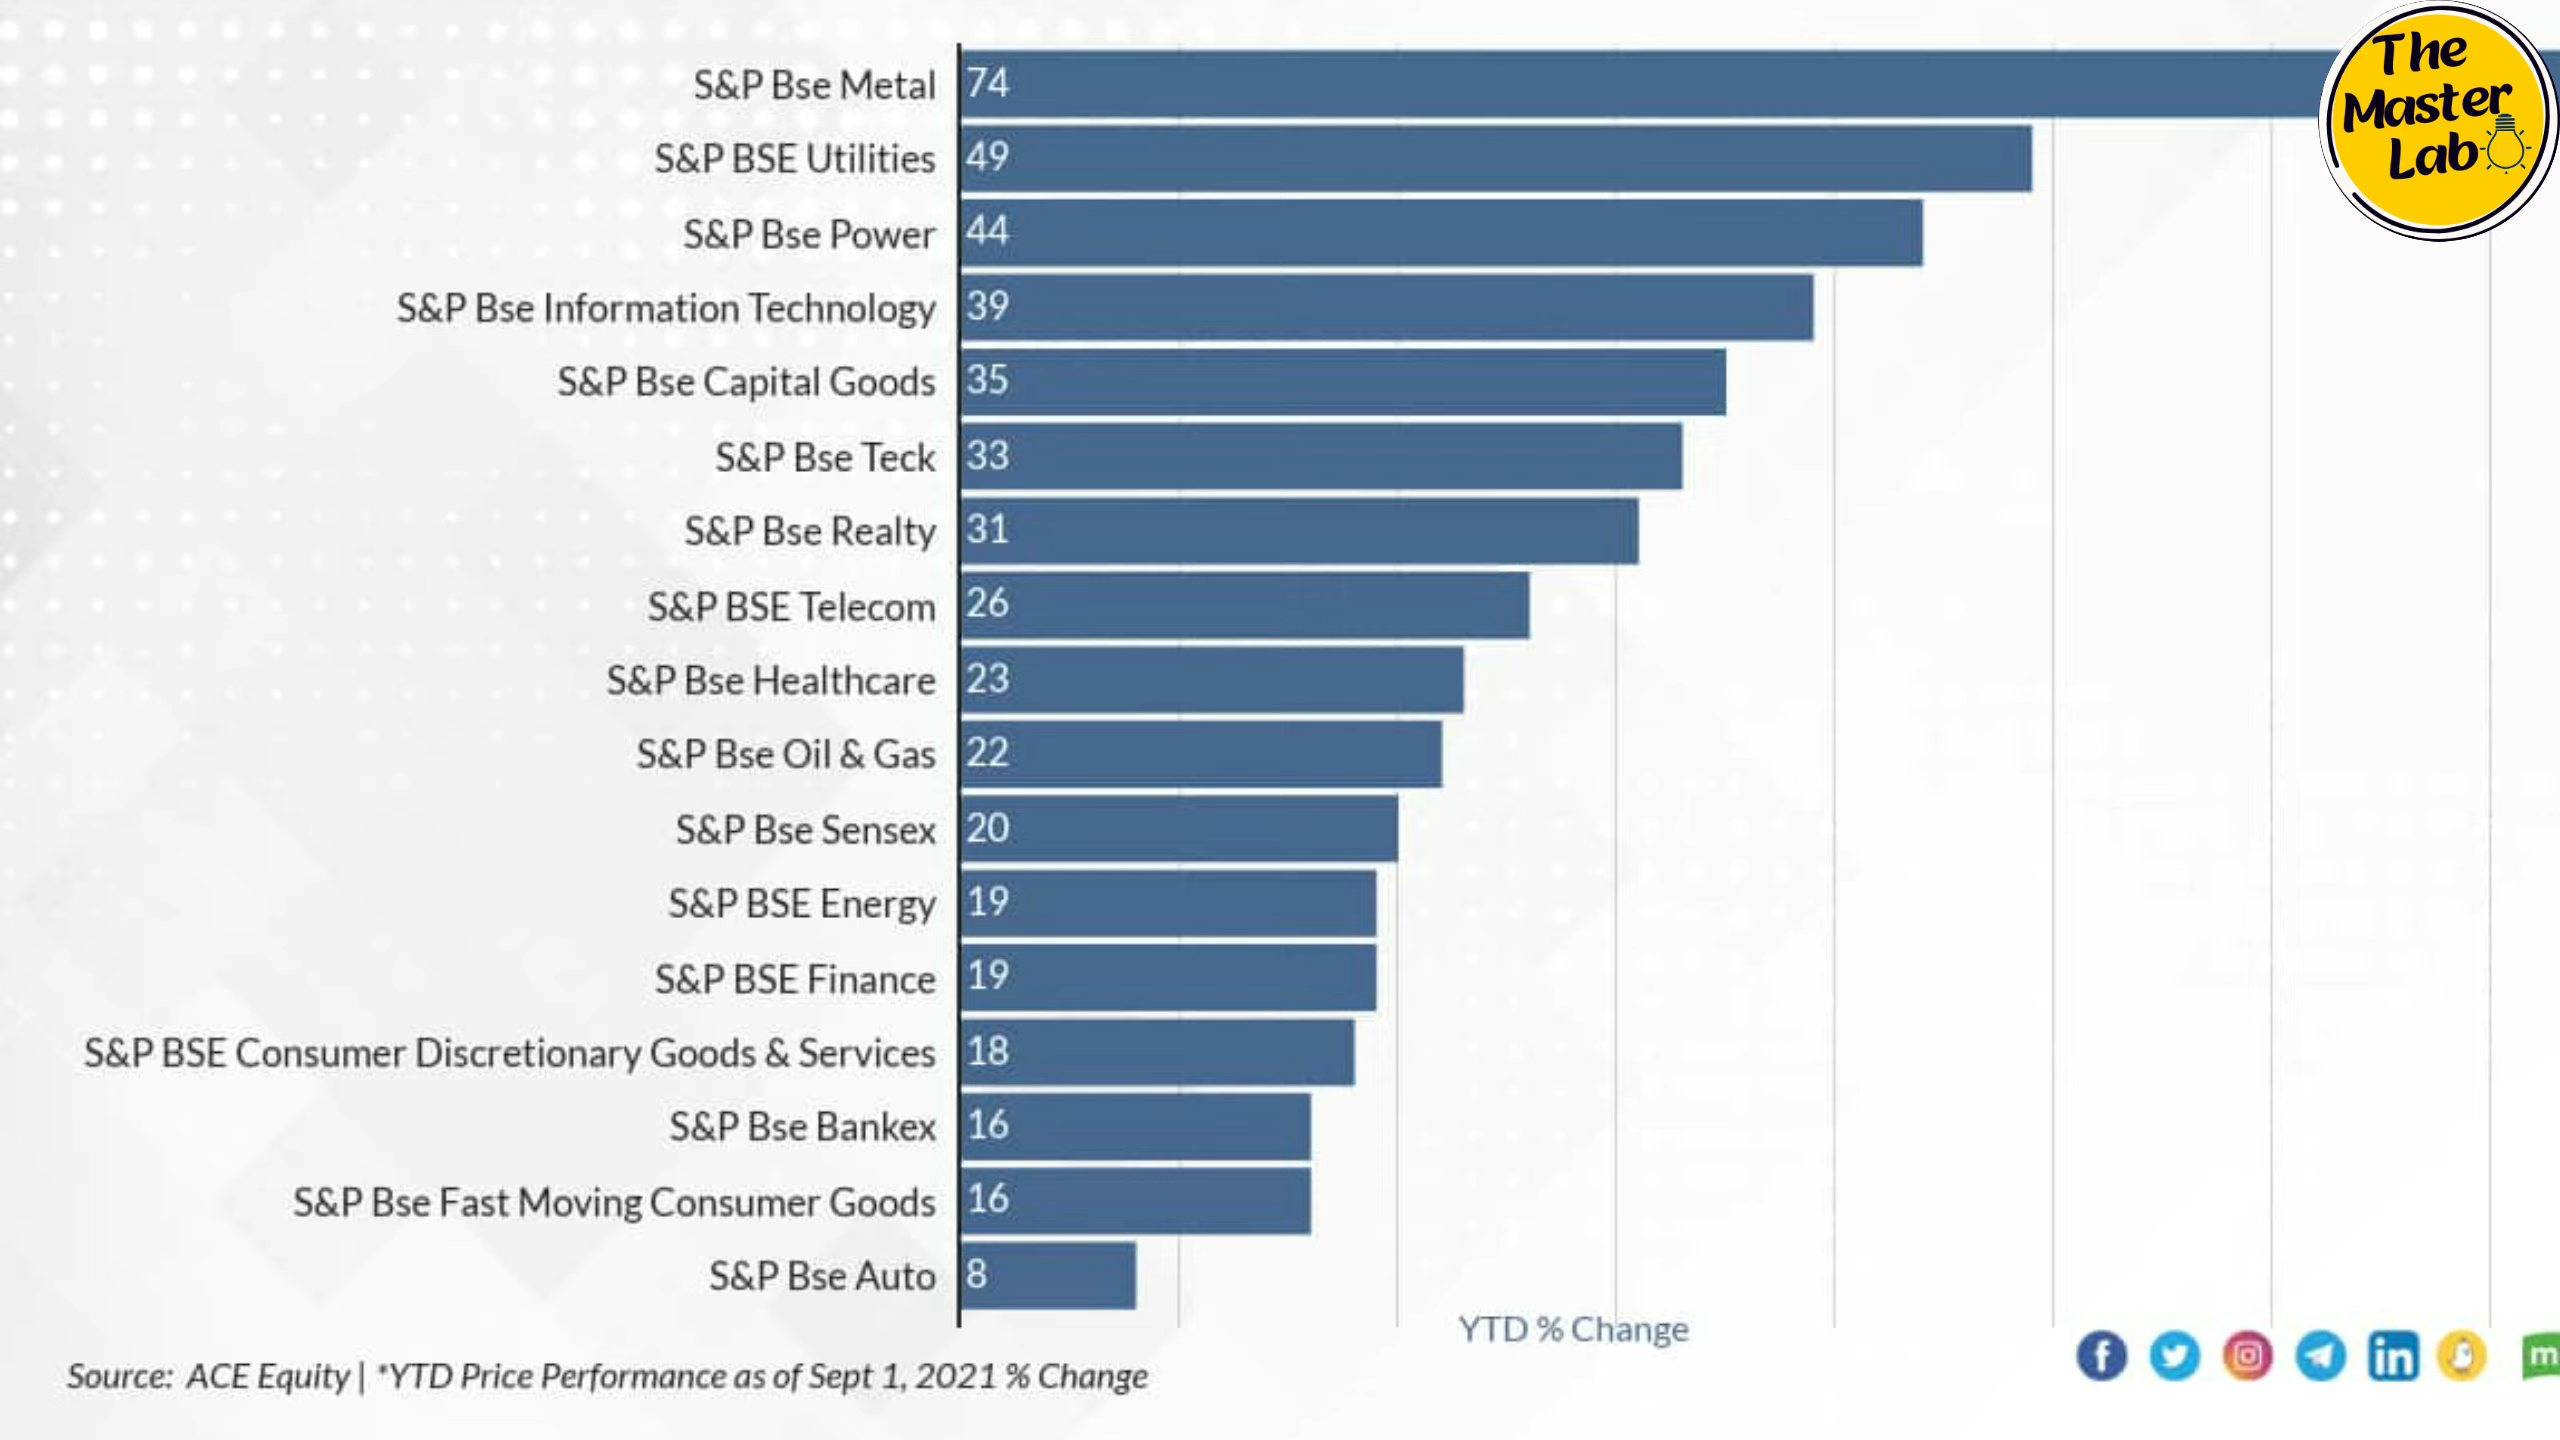 S&P Bse Metal 74
The
Master
Lab
S&P BSE Utilities 49
S&P Bse Power 44
S&P Bse Information Technology 39
S&P Bse Capital Goods 35
S&P Bse Teck 33
S&P Bse Realty 31
S&P BSE Telecom 26
S&P Bse Healthcare 23
S&P Bse Oil & Gas 22
S&P Bse Sensex 20
S&P BSE Energy 19
S&P BSE Finance 19
S&P BSE Consumer Discretionary Goods & Services 18
S&P Bse Bankex 16
S&P Bse Fast Moving Consumer Goods 16
S&P Bse Auto 8
YTD % Change
Source: ACE Equity | *YTD Price Performance as of Sept 1, 2021 % Change
f in m